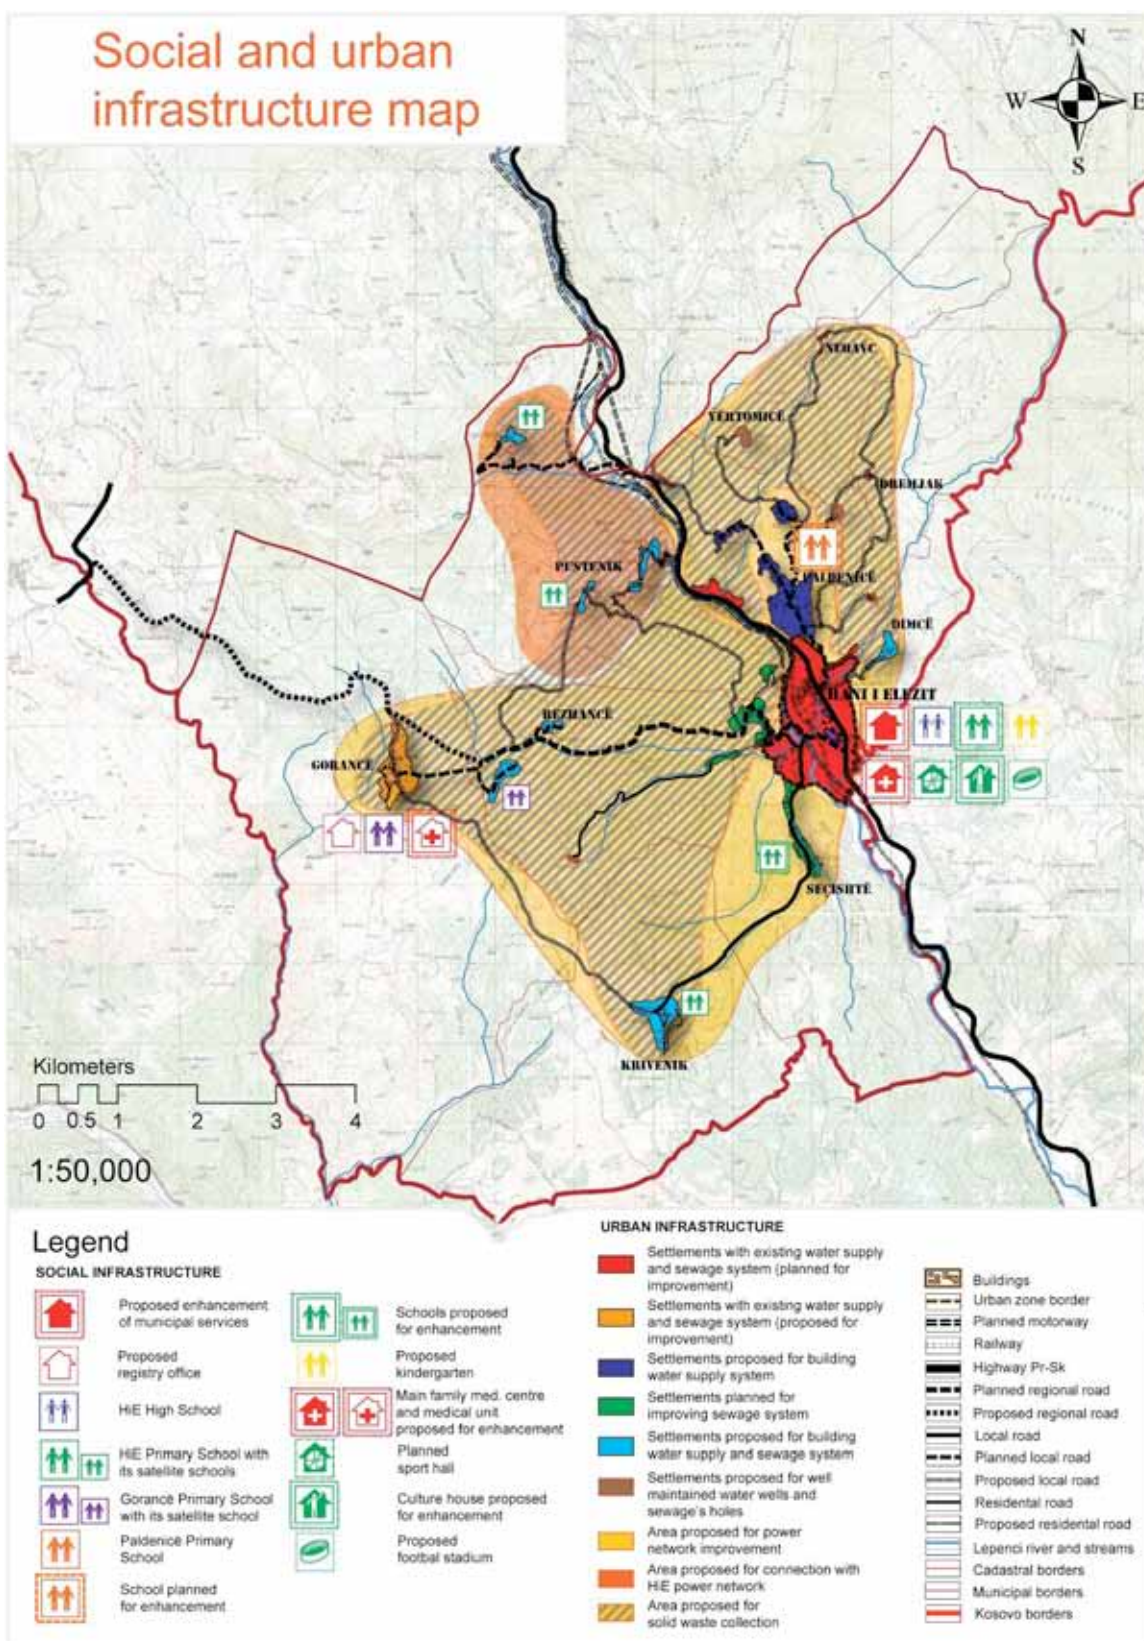 Social and urban
infrastructure map
N
W
E
S
NEHAVC
VERTOMICË
DREMJAK
PUSTENIK
PALDENICË
DIMCË
HANI I ELEZIT
REZHANCË
GORANCË
SEÇISHTË
KRIVENIK
Kilometers
0 0.5 1 2 3 4
1:50,000
Legend
SOCIAL INFRASTRUCTURE
Proposed enhancement
of municipal services
Proposed
registry office
HiE High School
HiE Primary School with
its satellite schools
Gorancë Primary School
with its satellite school
Paldenicë Primary
School
School planned
for enhancement
Schools proposed
for enhancement
Proposed
kindergarten
Main family med. centre
and medical unit
proposed for enhancement
Planned
sport hall
Culture house proposed
for enhancement
Proposed
footbal stadium
URBAN INFRASTRUCTURE
Settlements with existing water supply
and sewage system (planned for
improvement)
Settlements with existing water supply
and sewage system (proposed for
improvement)
Settlements proposed for building
water supply system
Settlements planned for
improving sewage system
Settlements proposed for building
water supply and sewage system
Settlements proposed for well
maintained water wells and
sewage's holes
Area proposed for power
network improvement
Area proposed for connection with
HiE power network
Area proposed for
solid waste collection
Buildings
Urban zone border
Planned motorway
Railway
Highway Pr-Sk
Planned regional road
Proposed regional road
Local road
Planned local road
Proposed local road
Residental road
Proposed residental road
Lepenci river and streams
Cadastral borders
Municipal borders
Kosovo borders